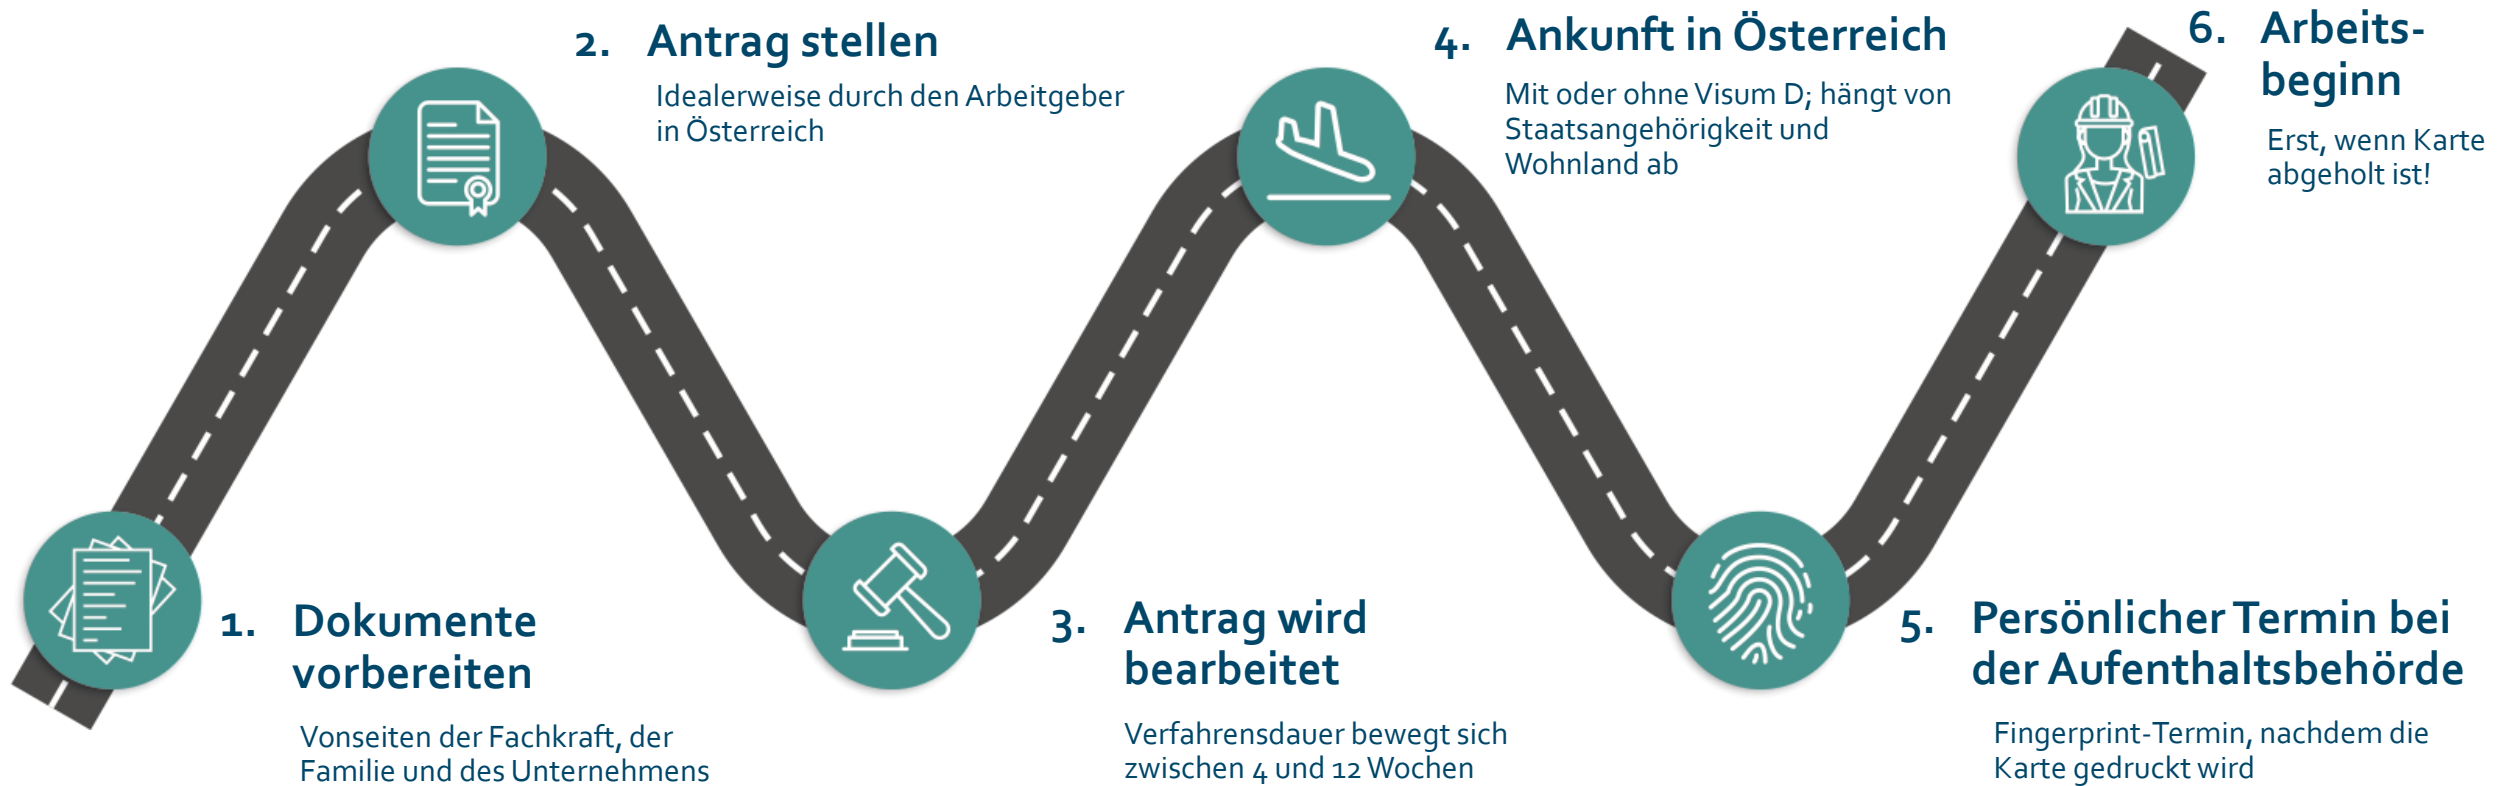 1. Dokumente
vorbereiten
Vonseiten der Fachkraft, der
Familie und des Unternehmens
2. Antrag stellen
Idealerweise durch den Arbeitgeber
in Österreich
3. Antrag wird
bearbeitet
Verfahrensdauer bewegt sich
zwischen 4 und 12 Wochen
4. Ankunft in Österreich
Mit oder ohne Visum D; hängt von
Staatsangehörigkeit und
Wohnland ab
5. Persönlicher Termin bei
der Aufenthaltsbehörde
Fingerprint-Termin, nachdem die
Karte gedruckt wird
6. Arbeits-
beginn
Erst, wenn Karte
abgeholt ist!